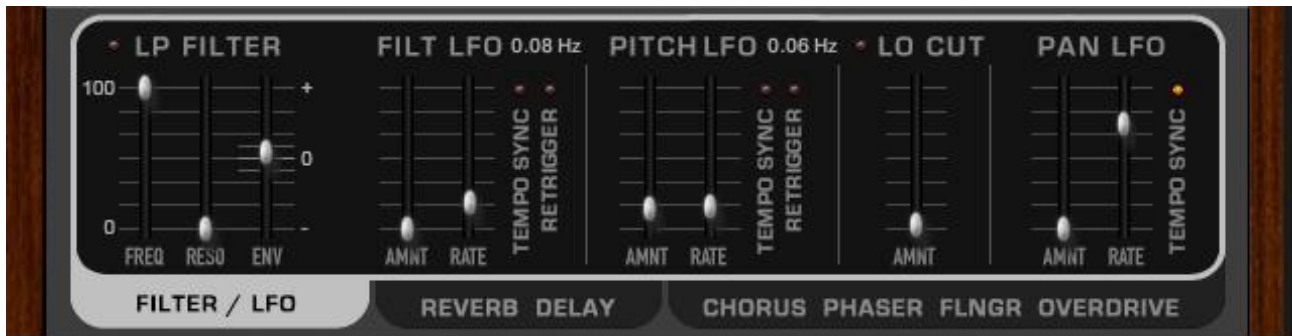 LP FILTER FILT LFO 0.08 Hz PITCH LFO 0.06 Hz LO CUT PAN LFO
100 +
0
0 -
TEMPO SYNC
RETRIGGER
TEMPO SYNC
RETRIGGER
TEMPO SYNC
FREQ RESO ENV AMNT RATE AMNT RATE AMNT AMNT RATE
FILTER / LFO REVERB DELAY CHORUS PHASER FLNGR OVERDRIVE